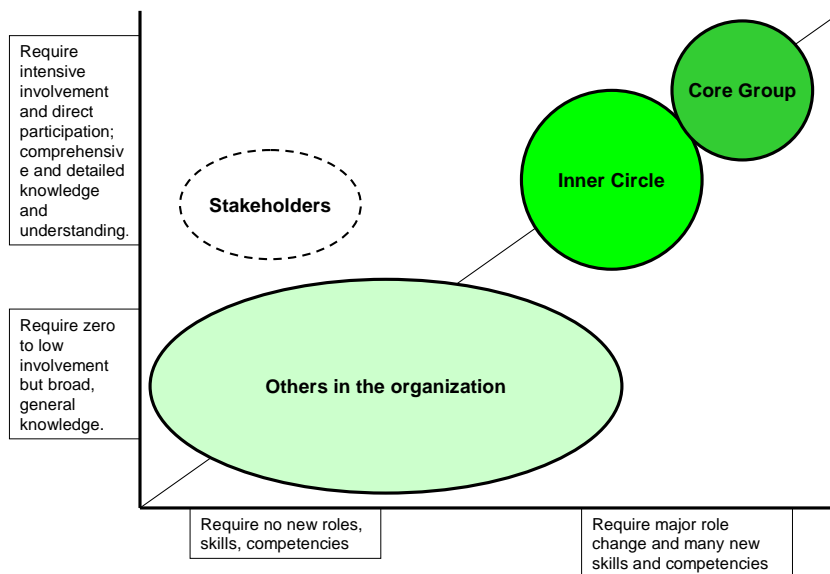 Require
intensive
involvement
and direct
participation;
comprehensiv
e and detailed
knowledge
and
understanding.
Core Group
Inner Circle
Stakeholders
Require zero
to low
involvement
but broad,
general
knowledge.
Others in the organization
Require no new roles,
skills, competencies
Require major role
change and many new
skills and competencies